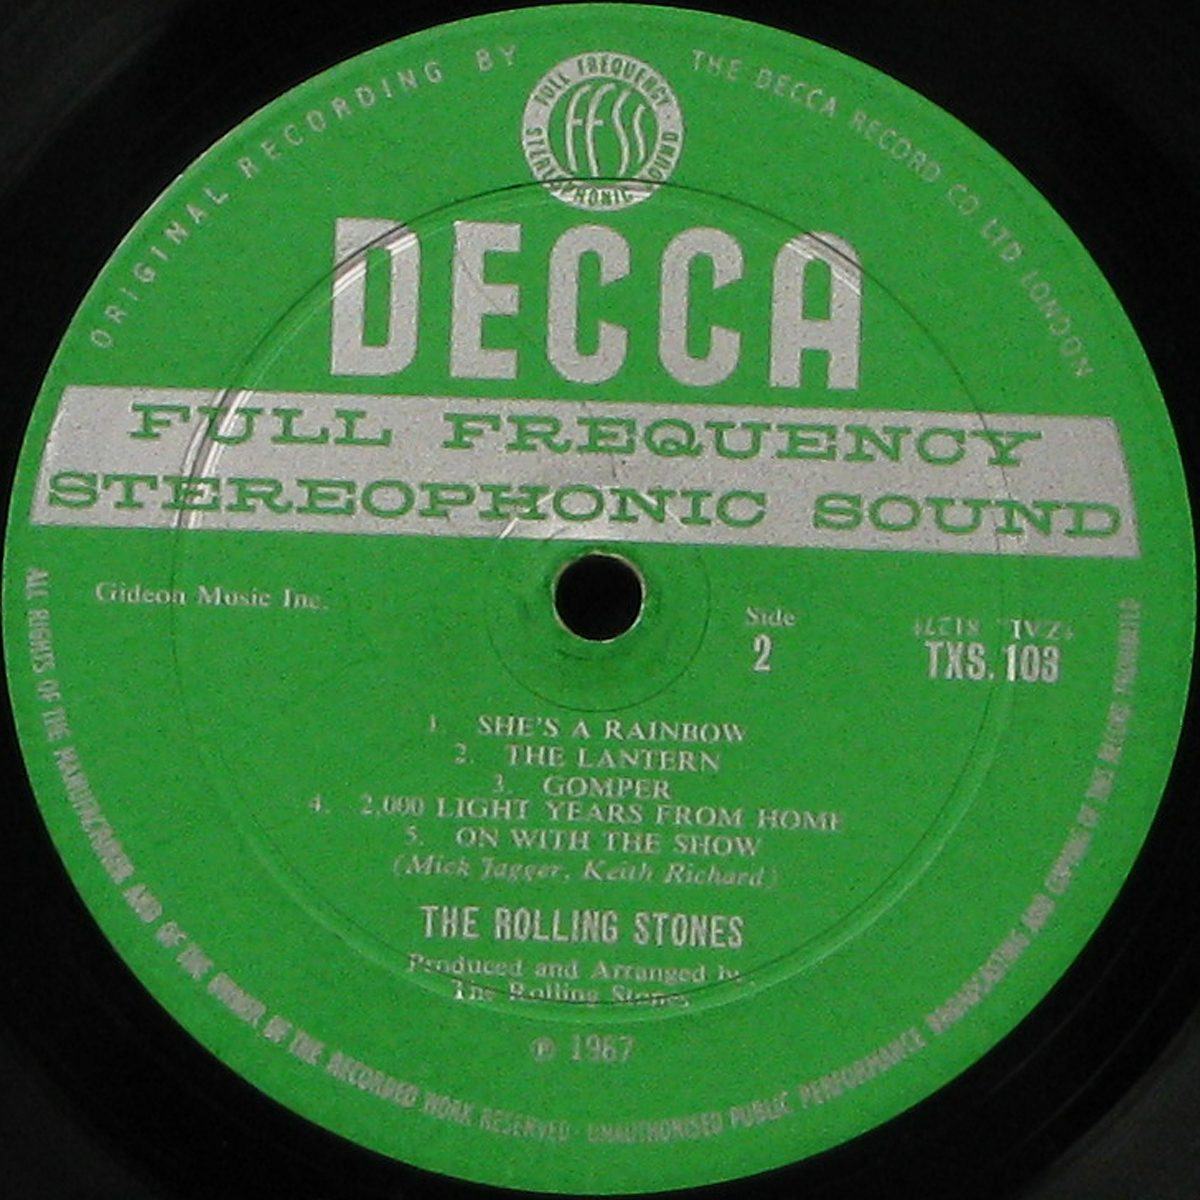 ORIGINAL RECORDING BY THE DECCA RECORD CO LTD LONDON
FULL FREQUENCY STEREOPHONIC SOUND
FFSS
DECCA
FULL FREQUENCY
STEREOPHONIC SOUND
Gideon Music Inc.
Side
2
TXS. 103
1. SHE'S A RAINBOW
2. THE LANTERN
3. GOMPER
4. 2,000 LIGHT YEARS FROM HOME
5. ON WITH THE SHOW
(Mick Jagger, Keith Richard)
THE ROLLING STONES
Produced and Arranged by
The Rolling Stones
℗ 1967
ALL RIGHTS OF THE MANUFACTURER AND OF THE OWNER OF THE RECORDED WORK RESERVED · UNAUTHORISED PUBLIC PERFORMANCE BROADCASTING AND COPYING OF THIS RECORD PROHIBITED